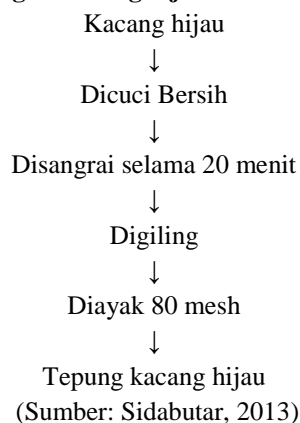 Kacang hijau
↓
Dicuci Bersih
↓
Disangrai selama 20 menit
↓
Digiling
↓
Diayak 80 mesh
↓
Tepung kacang hijau
(Sumber: Sidabutar, 2013)